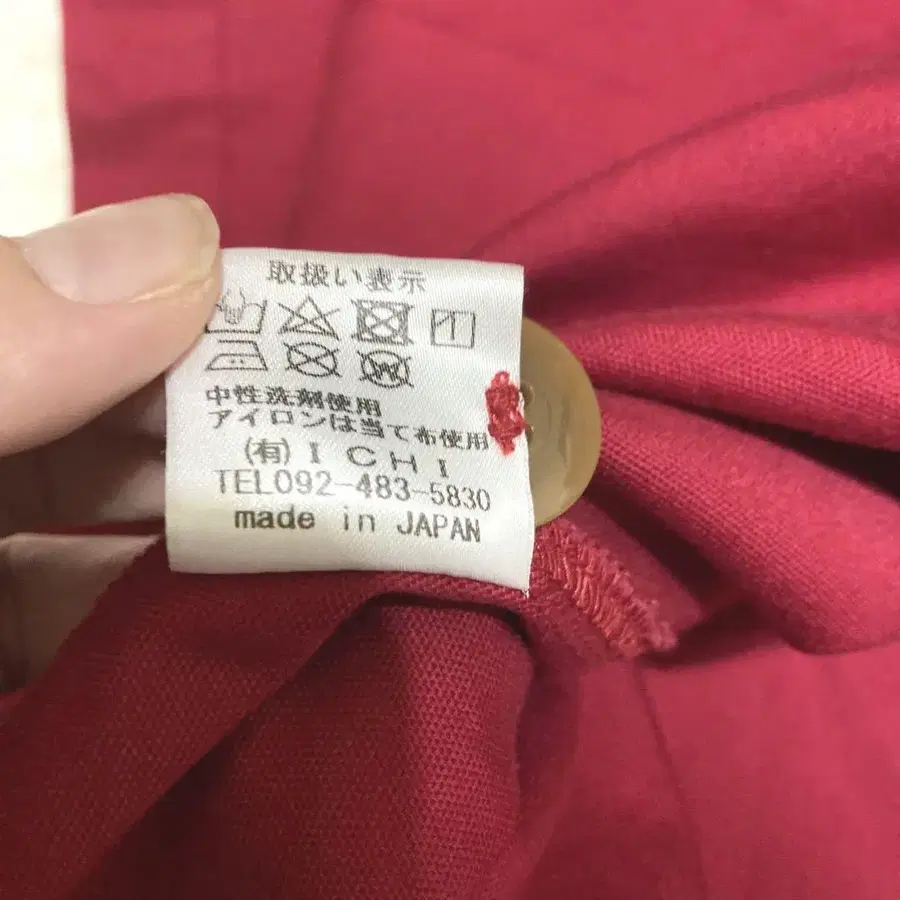 取扱い表示
中性洗剤使用
アイロンは当て布使用
(有)ICHI
TEL092-483-5830
made in JAPAN